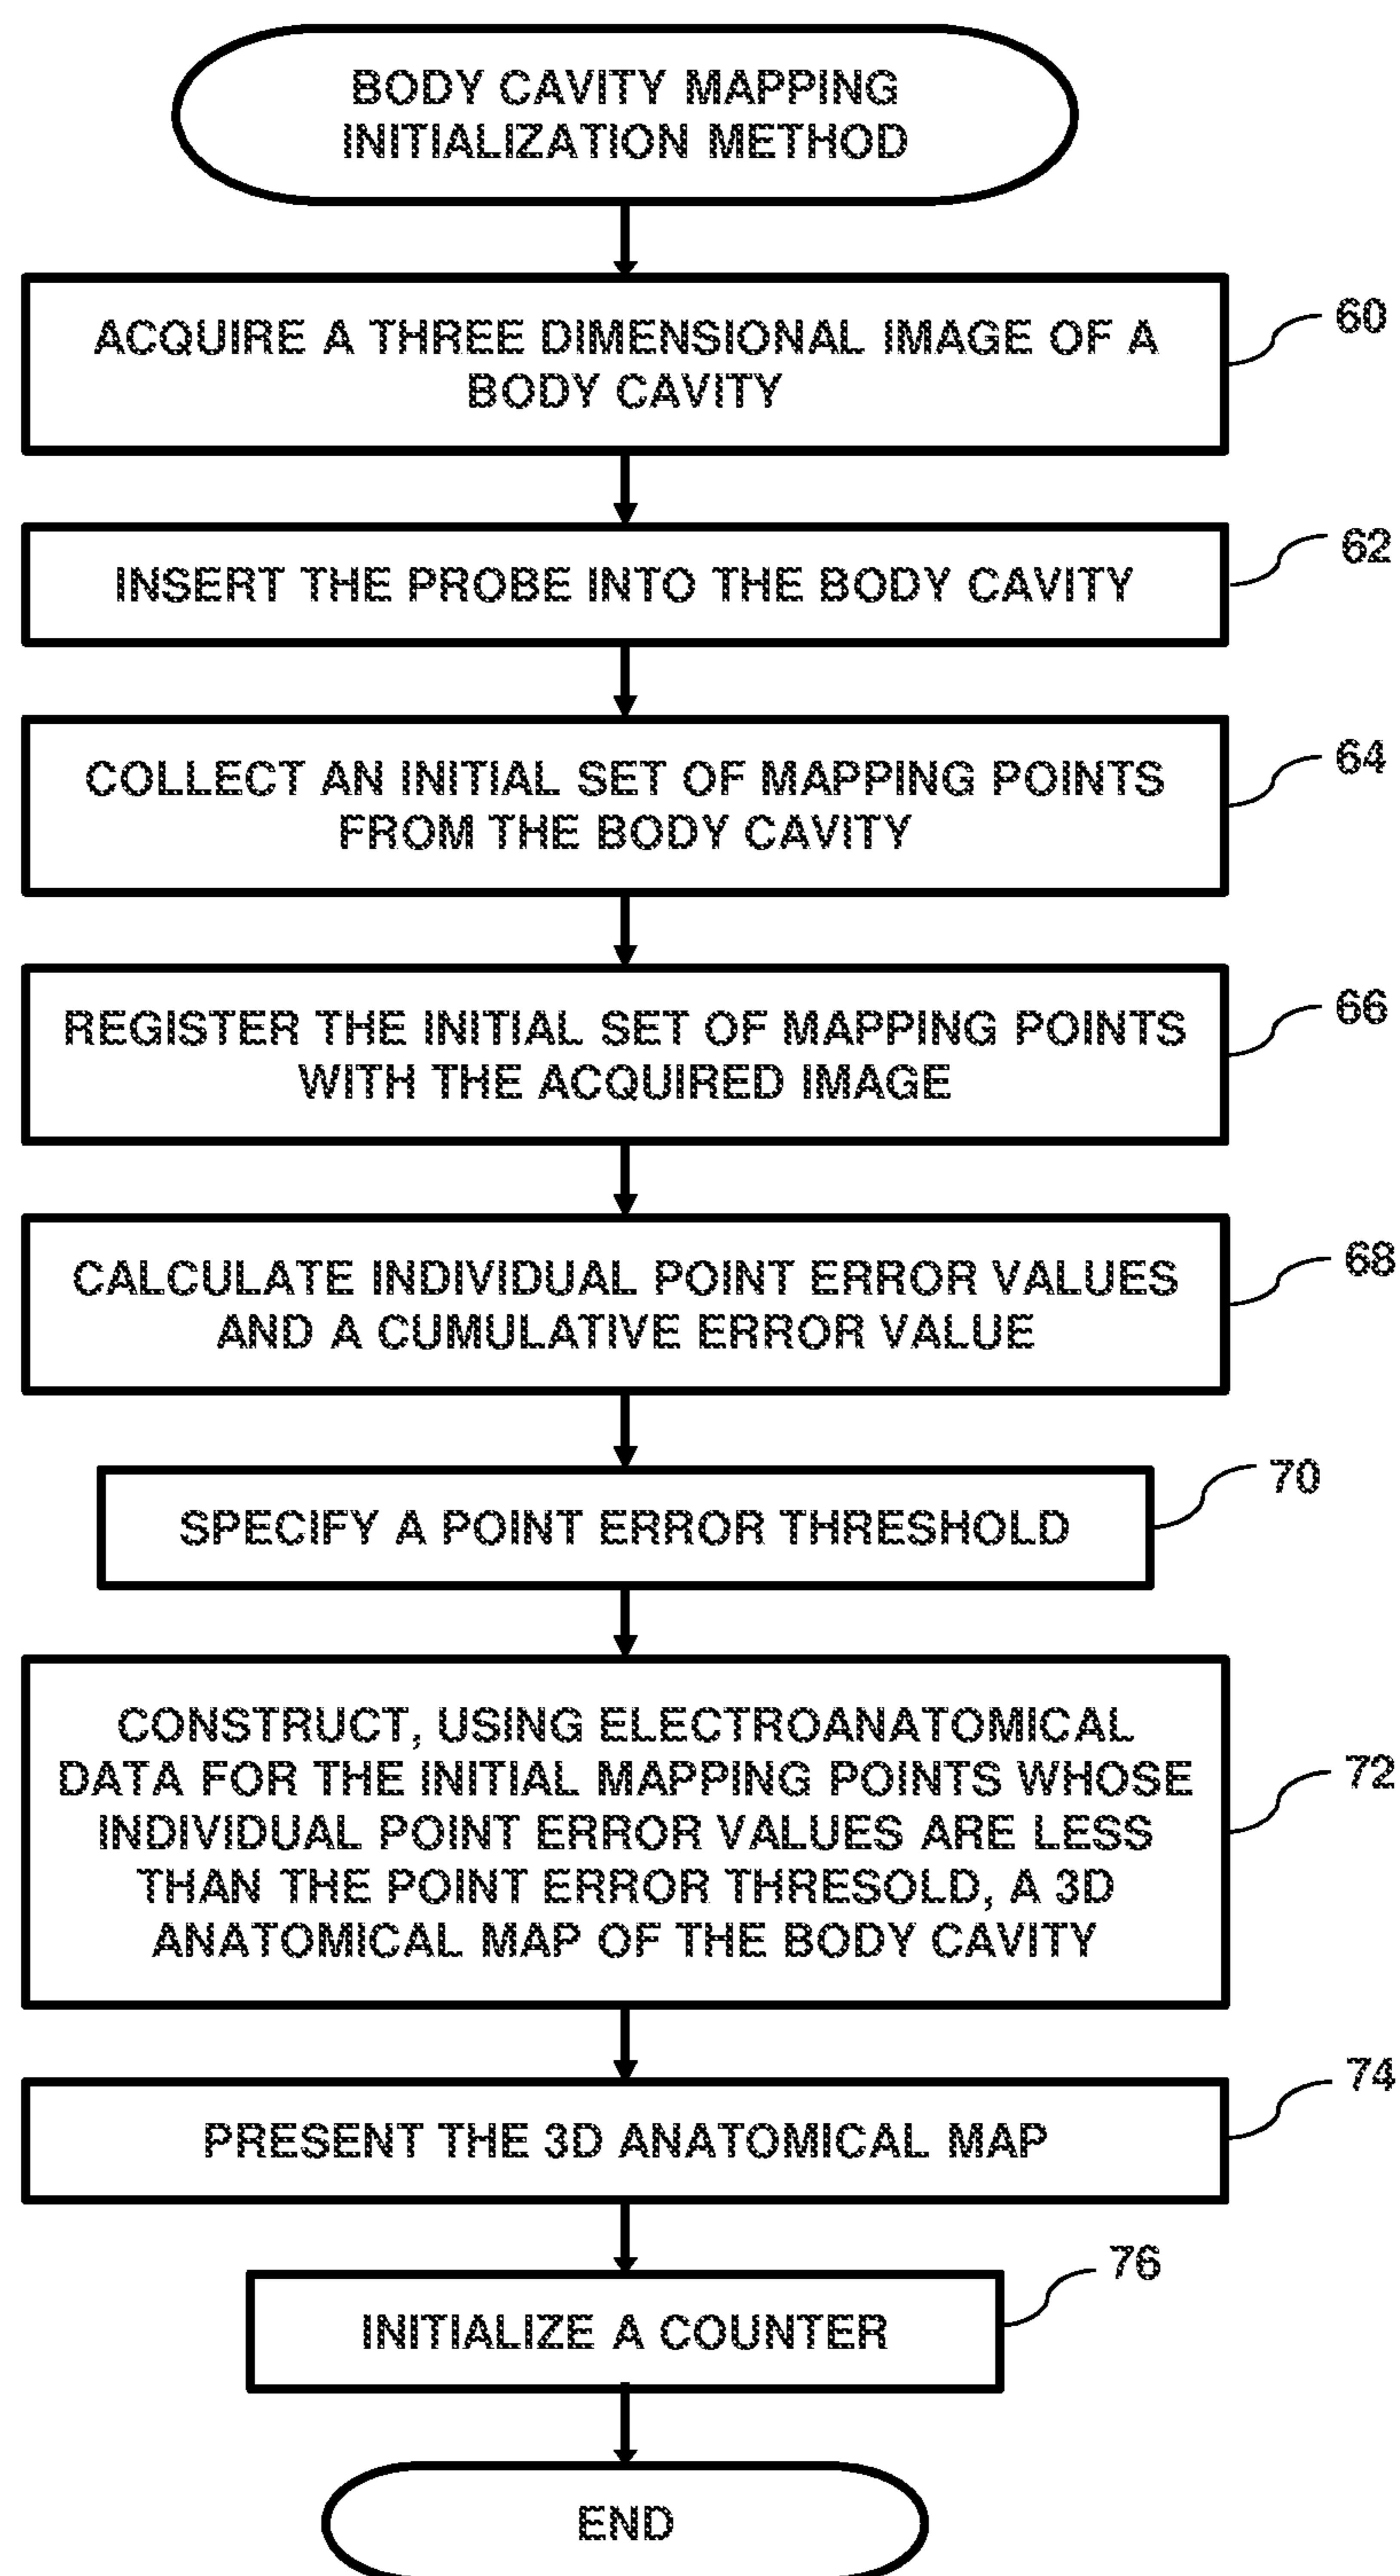 BODY CAVITY MAPPING
INITIALIZATION METHOD
ACQUIRE A THREE DIMENSIONAL IMAGE OF A
BODY CAVITY
60
INSERT THE PROBE INTO THE BODY CAVITY
62
COLLECT AN INITIAL SET OF MAPPING POINTS
FROM THE BODY CAVITY
64
REGISTER THE INITIAL SET OF MAPPING POINTS
WITH THE ACQUIRED IMAGE
66
CALCULATE INDIVIDUAL POINT ERROR VALUES
AND A CUMULATIVE ERROR VALUE
68
SPECIFY A POINT ERROR THRESHOLD
70
CONSTRUCT, USING ELECTROANATOMICAL
DATA FOR THE INITIAL MAPPING POINTS WHOSE
INDIVIDUAL POINT ERROR VALUES ARE LESS
THAN THE POINT ERROR THRESOLD, A 3D
ANATOMICAL MAP OF THE BODY CAVITY
72
PRESENT THE 3D ANATOMICAL MAP
74
INITIALIZE A COUNTER
76
END